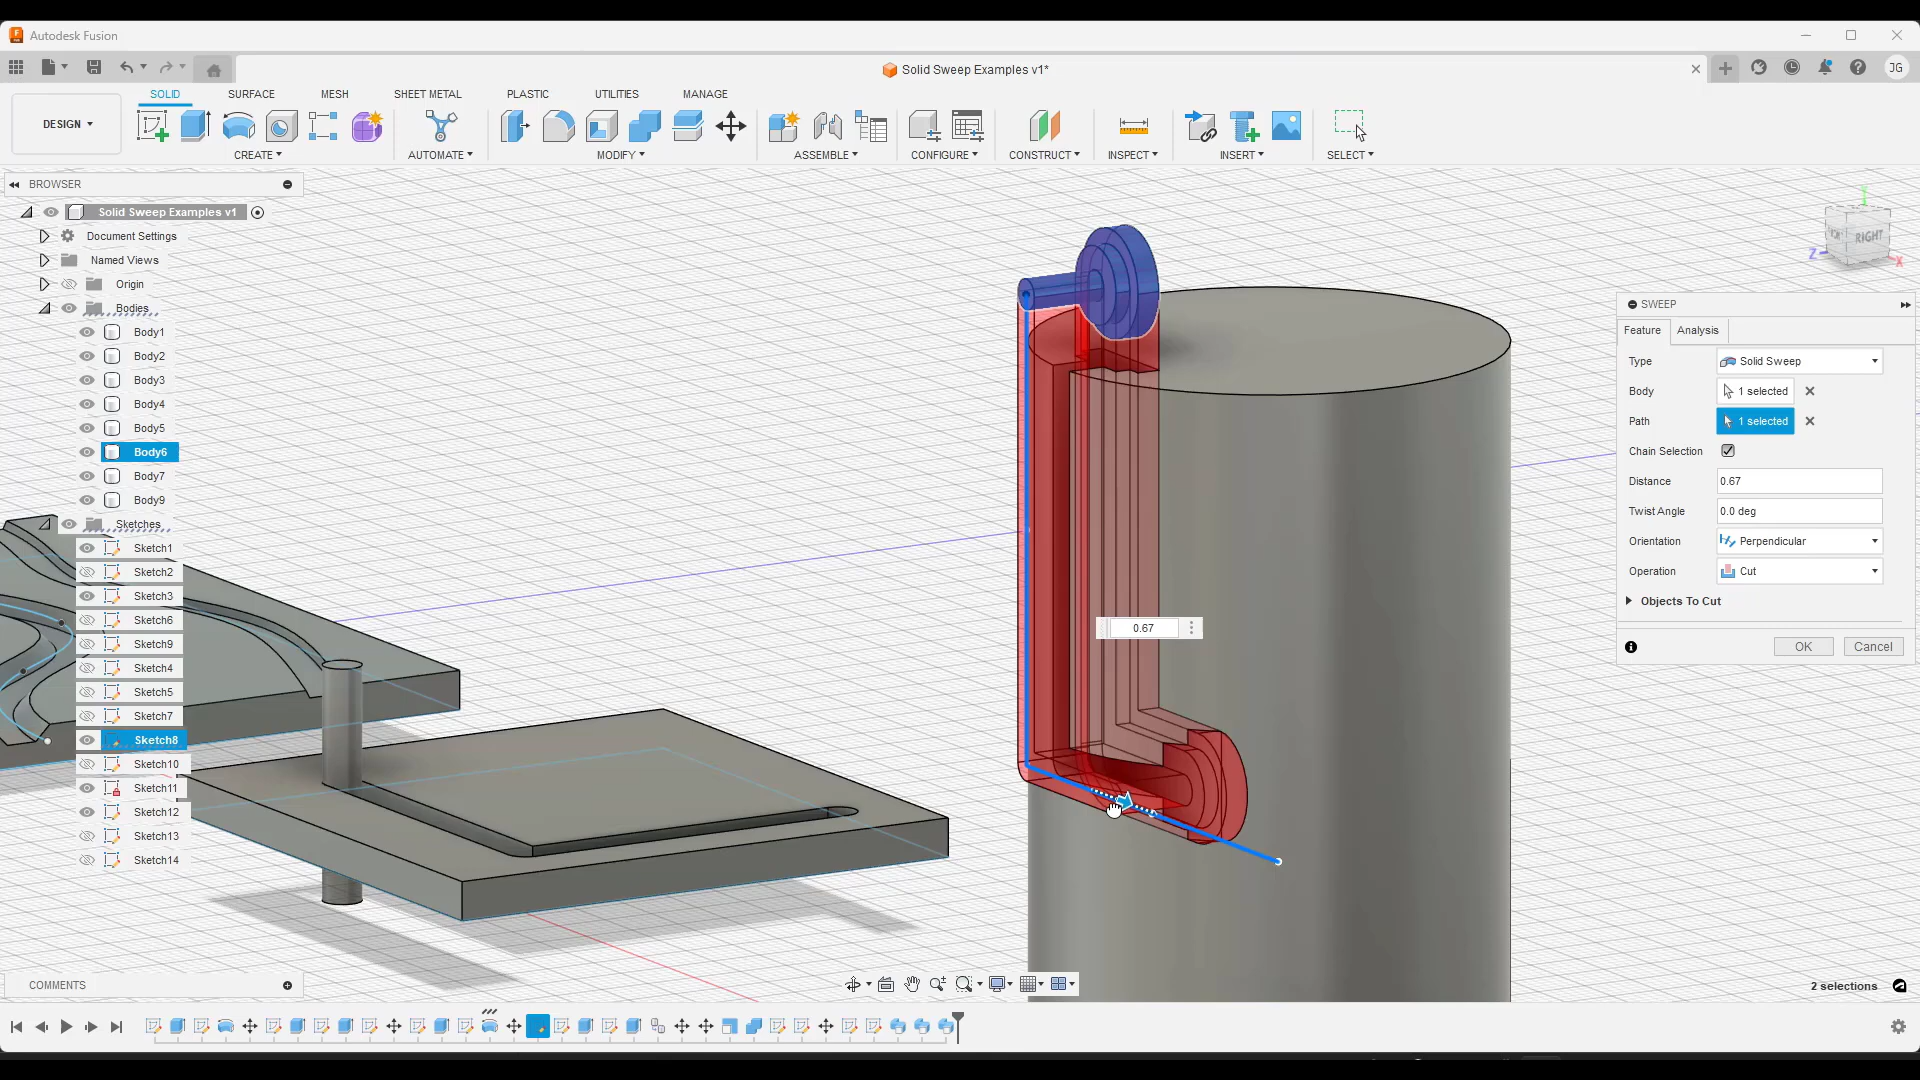 Autodesk Fusion
Solid Sweep Examples v1*
JG
SOLID SURFACE MESH SHEET METAL PLASTIC UTILITIES MANAGE
DESIGN
CREATE AUTOMATE MODIFY ASSEMBLE CONFIGURE CONSTRUCT INSPECT INSERT SELECT
BROWSER
Solid Sweep Examples v1
Document Settings
Named Views
Origin
Bodies
Body1
Body2
Body3
Body4
Body5
Body6
Body7
Body9
Sketches
Sketch1
Sketch2
Sketch3
Sketch6
Sketch9
Sketch4
Sketch5
Sketch7
Sketch8
Sketch10
Sketch11
Sketch12
Sketch13
Sketch14
0.67
RIGHT
Z
X
SWEEP
Feature Analysis
Type Solid Sweep
Body 1 selected
Path 1 selected
Chain Selection
Distance 0.67
Twist Angle 0.0 deg
Orientation Perpendicular
Operation Cut
Objects To Cut
OK Cancel
COMMENTS
2 selections